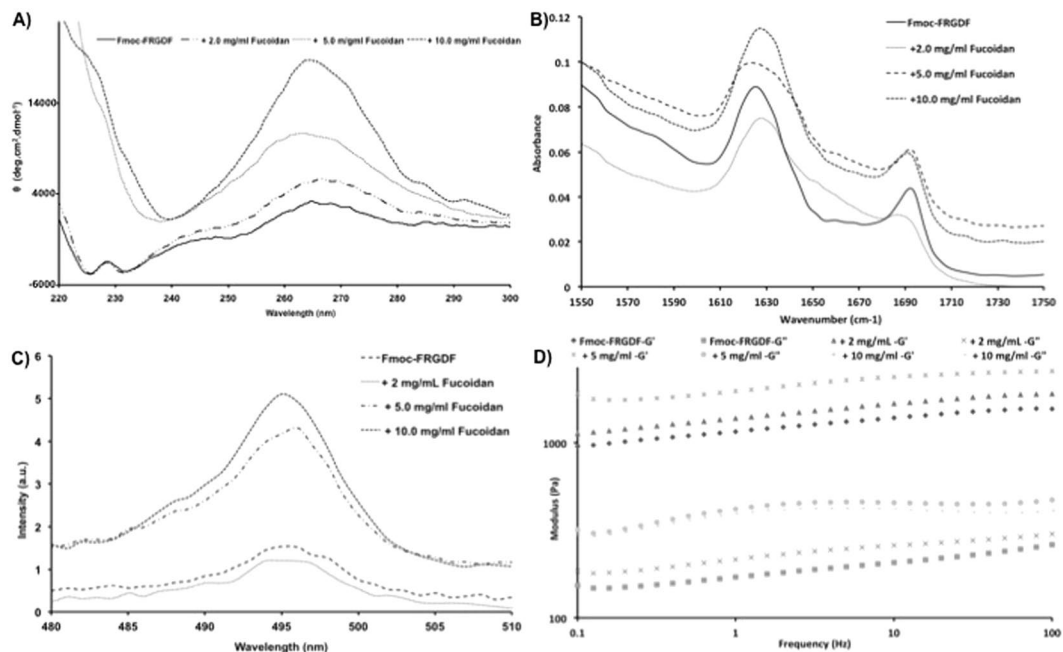 A)
Fmoc-FRGDF + 2.0 mg/ml Fucoidan + 5.0 m/gml Fucoidan + 10.0 mg/ml Fucoidan
14000
4000
-6000
θ (deg.cm².dmol⁻¹)
220 230 240 250 260 270 280 290 300
Wavelength (nm)
B)
Fmoc-FRGDF
+2.0 mg/ml Fucoidan
+5.0 mg/ml Fucoidan
+10.0 mg/ml Fucoidan
0.12
0.1
0.08
0.06
0.04
0.02
0
Absorbance
1550 1570 1590 1610 1630 1650 1670 1690 1710 1730 1750
Wavenumber (cm-1)
C)
Fmoc-FRGDF
+ 2 mg/mL Fucoidan
+ 5.0 mg/ml Fucoidan
+ 10.0 mg/ml Fucoidan
6
5
4
3
2
1
0
Intensity (a.u.)
480 485 490 495 500 505 510
Wavelength (nm)
D)
Fmoc-FRGDF-G' Fmoc-FRGDF-G" + 2 mg/mL -G' + 2 mg/mL -G"
+ 5 mg/ml -G' + 5 mg/ml -G" + 10 mg/ml -G' + 10 mg/ml -G"
1000
100
Modulus (Pa)
0.1 1 10 100
Frequency (Hz)